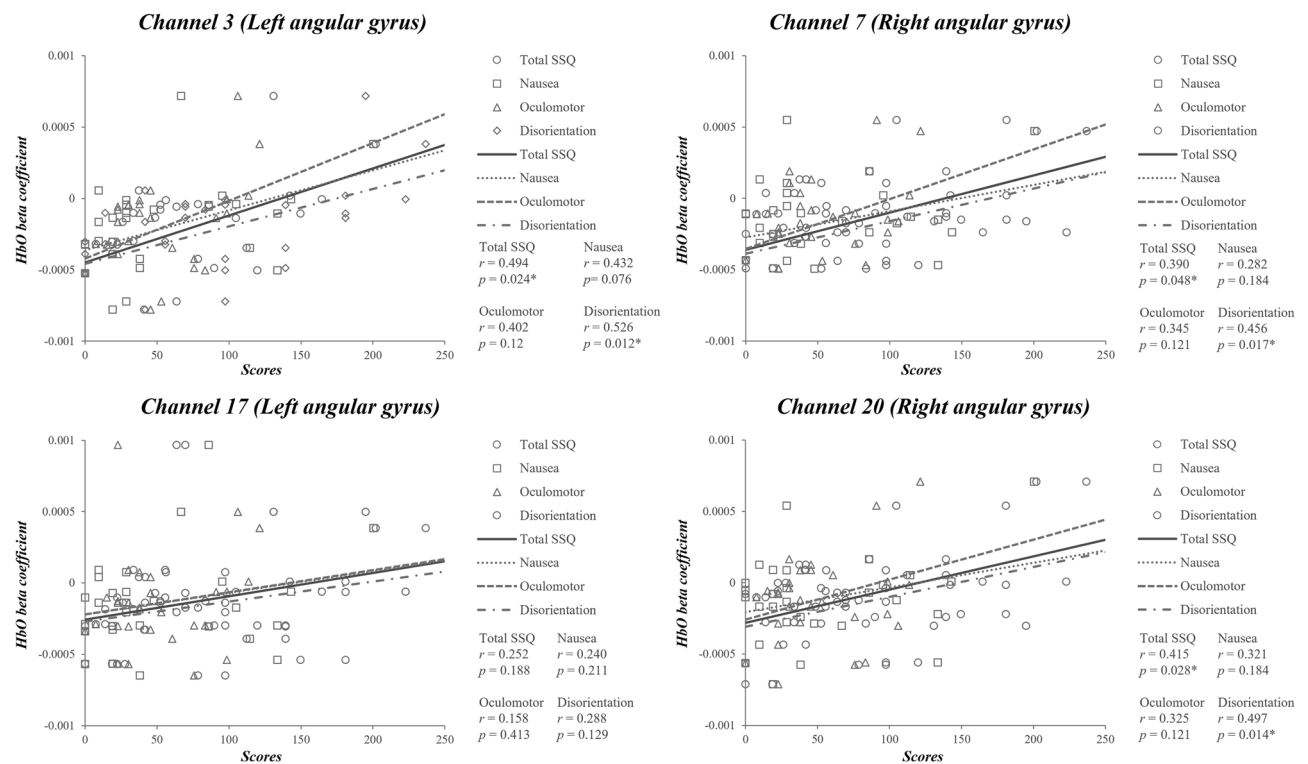 Channel 3 (Left angular gyrus)
0.001
0.0005
0
-0.0005
-0.001
HbO beta coefficient
0 50 100 150 200 250
Scores
Total SSQ
Nausea
Oculomotor
Disorientation
Total SSQ
Nausea
Oculomotor
Disorientation
Total SSQ Nausea
r = 0.494 r = 0.432
p = 0.024* p= 0.076
Oculomotor Disorientation
r = 0.402 r = 0.526
p = 0.12 p = 0.012*
Channel 7 (Right angular gyrus)
0.001
0.0005
0
-0.0005
-0.001
HbO beta coefficient
0 50 100 150 200 250
Scores
Total SSQ
Nausea
Oculomotor
Disorientation
Total SSQ
Nausea
Oculomotor
Disorientation
Total SSQ Nausea
r = 0.390 r = 0.282
p = 0.048* p = 0.184
Oculomotor Disorientation
r = 0.345 r = 0.456
p = 0.121 p = 0.017*
Channel 17 (Left angular gyrus)
0.001
0.0005
0
-0.0005
-0.001
HbO beta coefficient
0 50 100 150 200 250
Scores
Total SSQ
Nausea
Oculomotor
Disorientation
Total SSQ
Nausea
Oculomotor
Disorientation
Total SSQ Nausea
r = 0.252 r = 0.240
p = 0.188 p = 0.211
Oculomotor Disorientation
r = 0.158 r = 0.288
p = 0.413 p = 0.129
Channel 20 (Right angular gyrus)
0.001
0.0005
0
-0.0005
-0.001
HbO beta coefficient
0 50 100 150 200 250
Scores
Total SSQ
Nausea
Oculomotor
Disorientation
Total SSQ
Nausea
Oculomotor
Disorientation
Total SSQ Nausea
r = 0.415 r = 0.321
p = 0.028* p = 0.184
Oculomotor Disorientation
r = 0.325 r = 0.497
p = 0.121 p = 0.014*